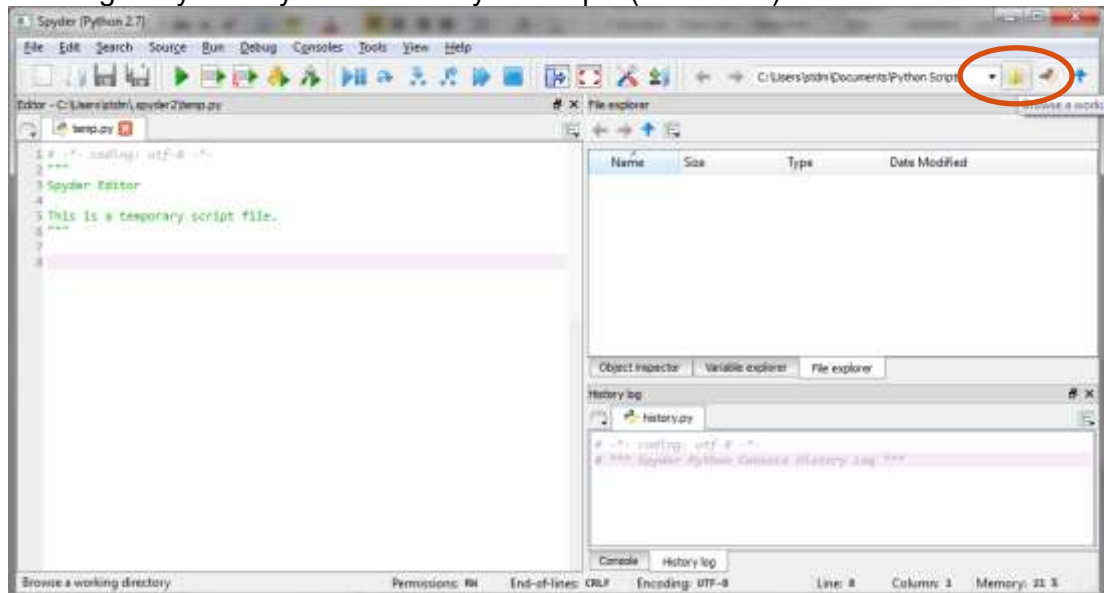 Spyder (Python 2.7)
File Edit Search Source Run Debug Consoles Tools View Help
C:\Users\stdm\Documents\Python Script
Editor - C:\Users\stdm\.spyder2\temp.py
File explorer
Browse a work
temp.py
Name Size Type Date Modified
1 # -*- coding: utf-8 -*-
2 """
3 Spyder Editor
4
5 This is a temporary script file.
6 """
7
8
Object inspector Variable explorer File explorer
History log
history.py
# -*- coding: utf-8 -*-
# *** Spyder Python Console History Log ***
Console History log
Browse a working directory Permissions: RW End-of-lines: CRLF Encoding: UTF-8 Line: 8 Column: 1 Memory: 21 %